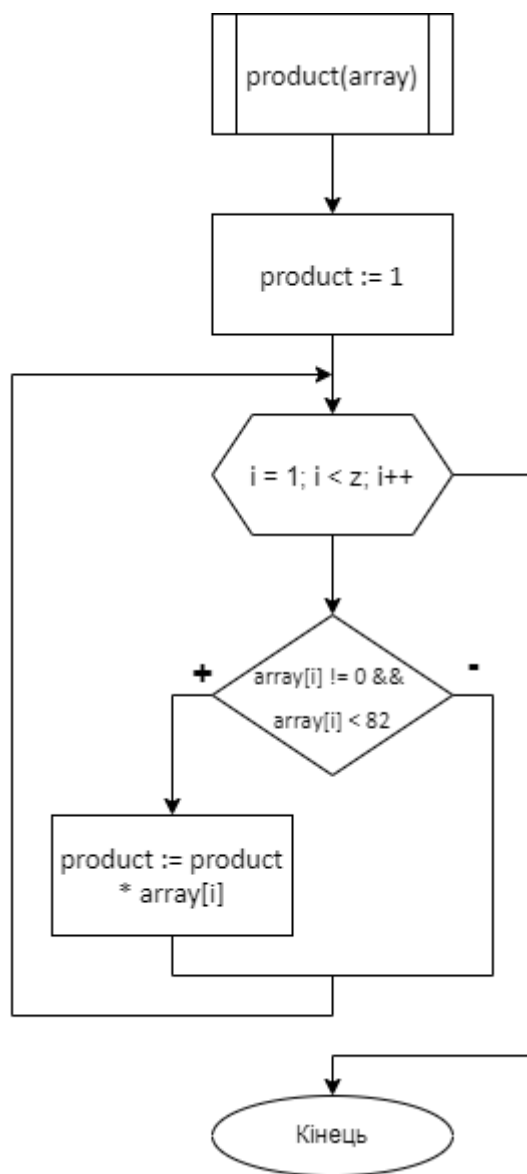 product(array)
product := 1
i = 1; i < z; i++
+
-
array[i] != 0 &&
array[i] < 82
product := product
* array[i]
Кінець